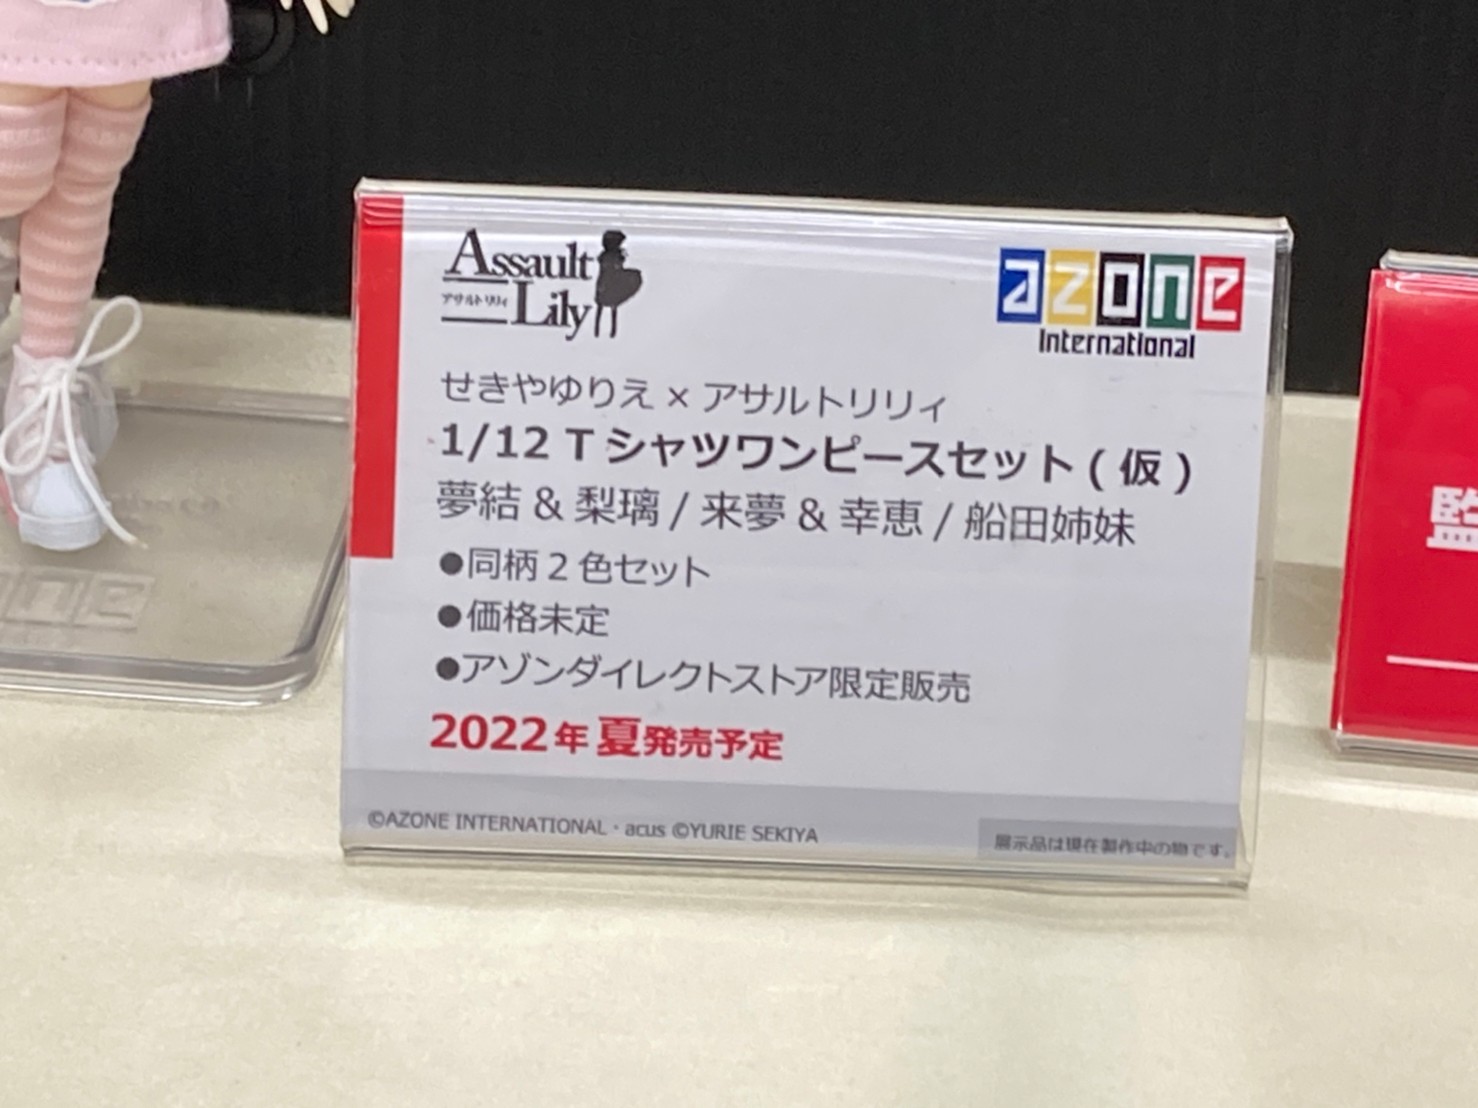 Assault
アサルトリリィ
Lily
azone
International
せきやゆりえ × アサルトリリィ
1/12 Tシャツワンピースセット(仮)
夢結 & 梨璃 / 来夢 & 幸恵 / 船田姉妹
●同柄2色セット
●価格未定
●アゾンダイレクトストア限定販売
2022年 夏発売予定
©AZONE INTERNATIONAL・acus ©YURIE SEKIYA
展示品は現在製作中の物です。
監